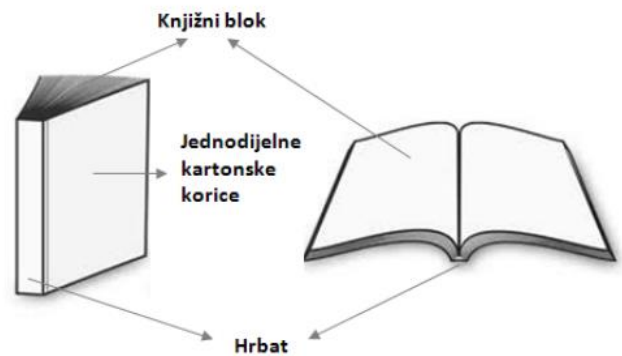 Knjižni blok
Jednodijelne
kartonske
korice
Hrbat